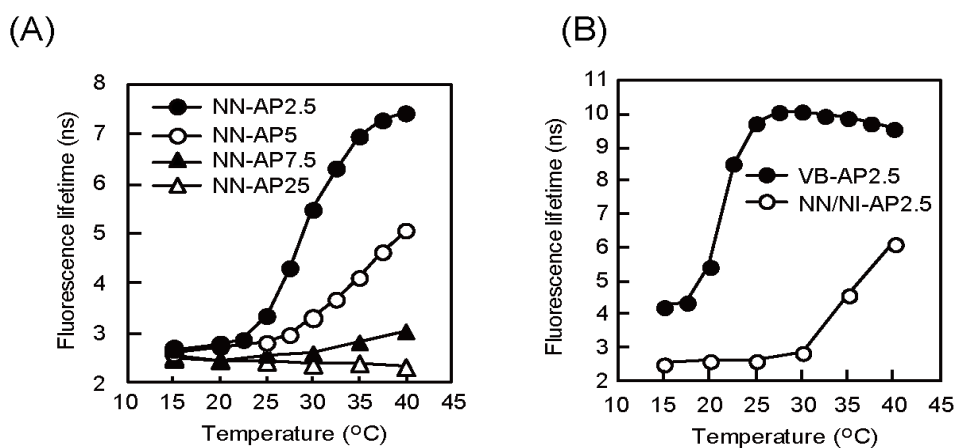 (A)
(B)
Fluorescence lifetime (ns)
8
7
6
5
4
3
2
NN-AP2.5
NN-AP5
NN-AP7.5
NN-AP25
10 15 20 25 30 35 40 45
Temperature (°C)
Fluorescence lifetime (ns)
11
10
9
8
7
6
5
4
3
2
VB-AP2.5
NN/NI-AP2.5
10 15 20 25 30 35 40 45
Temperature (°C)